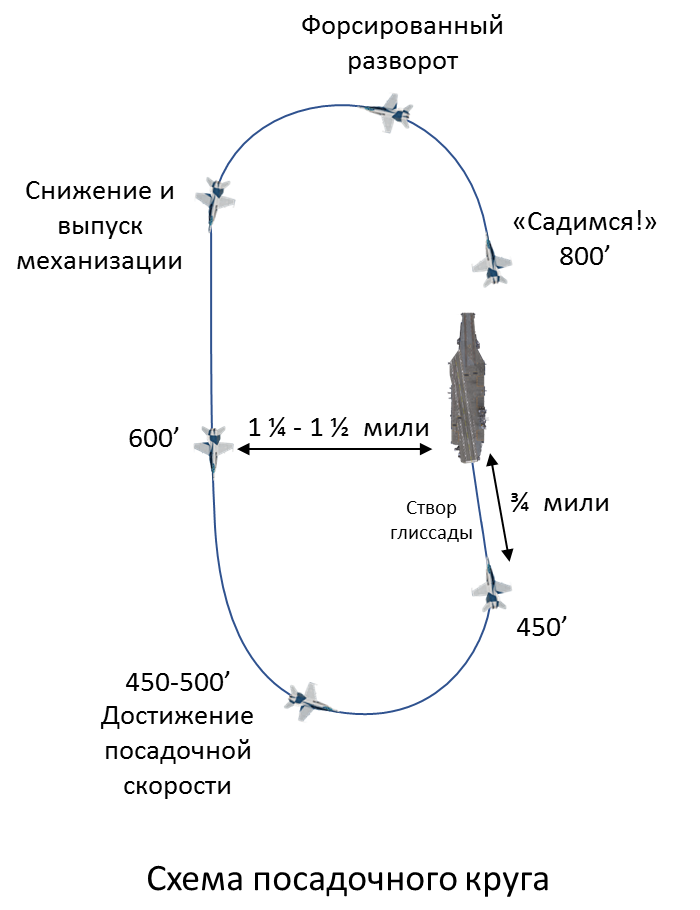 Форсированный
разворот
Снижение и
выпуск
механизации
«Садимся!»
800’
600’
1 ¼ - 1 ½ мили
Створ
глиссады
¾ мили
450’
450-500’
Достижение
посадочной
скорости
Схема посадочного круга